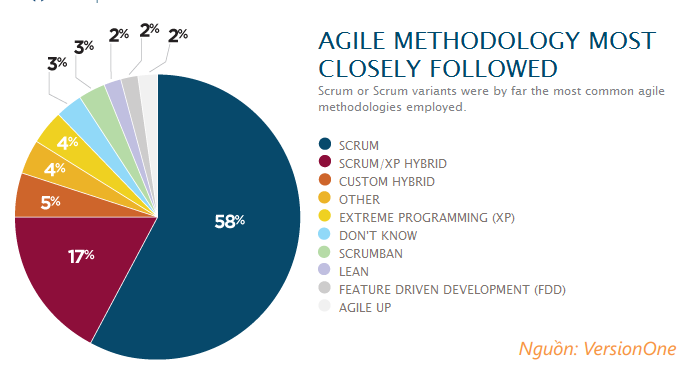 2%
2%
2%
3%
3%
4%
4%
5%
17%
58%
AGILE METHODOLOGY MOST
CLOSELY FOLLOWED
Scrum or Scrum variants were by far the most common agile
methodologies employed.
SCRUM
SCRUM/XP HYBRID
CUSTOM HYBRID
OTHER
EXTREME PROGRAMMING (XP)
DON'T KNOW
SCRUMBAN
LEAN
FEATURE DRIVEN DEVELOPMENT (FDD)
AGILE UP
Nguồn: VersionOne